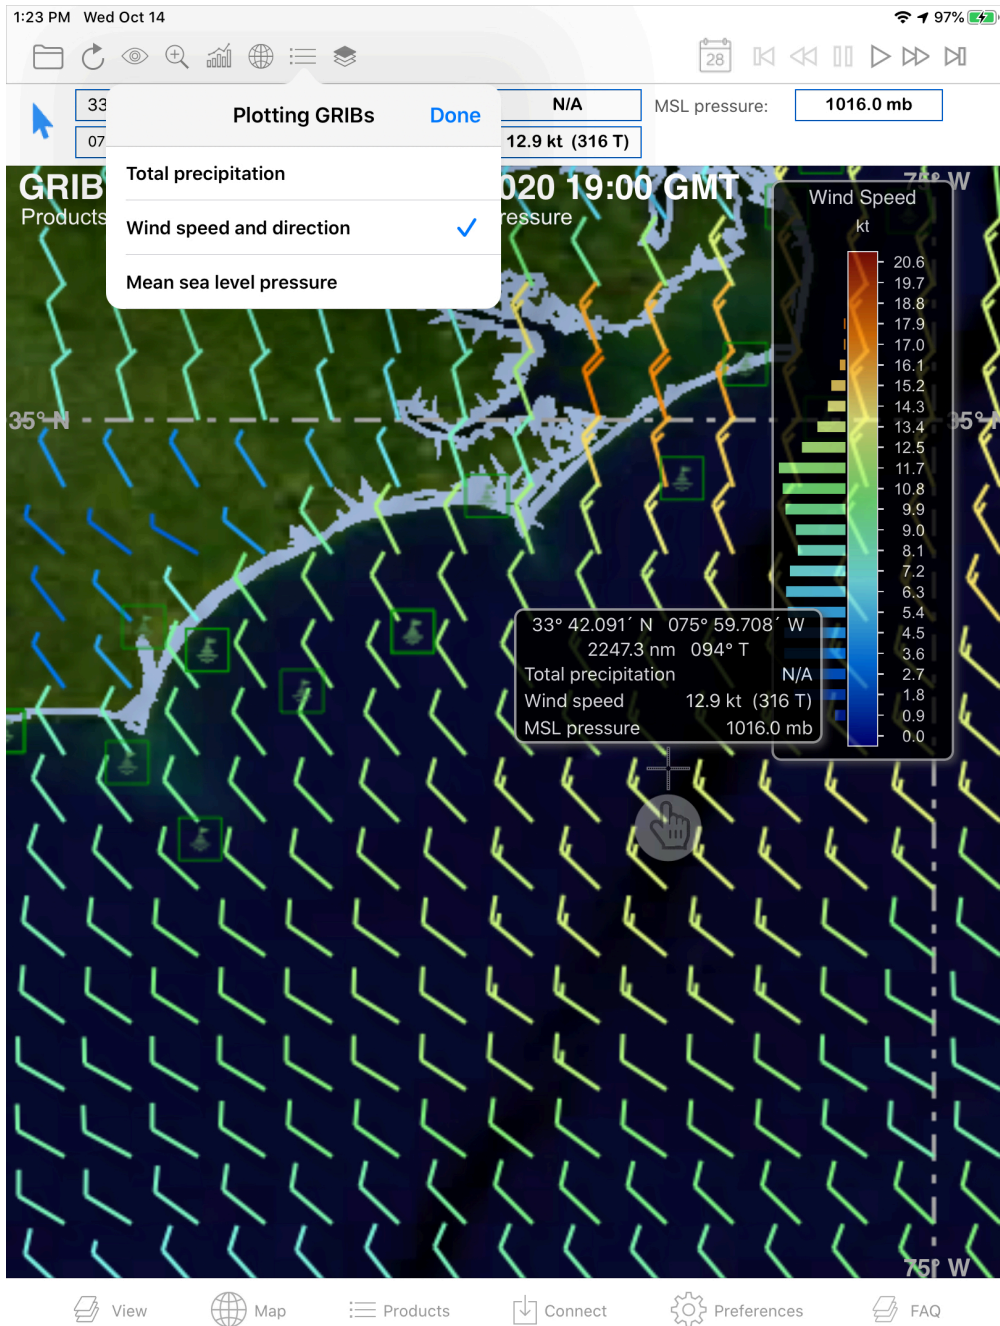 1:23 PM Wed Oct 14 97%
28
33 N/A MSL pressure: 1016.0 mb
07 12.9 kt (316 T)
Plotting GRIBs Done
Total precipitation
Wind speed and direction
Mean sea level pressure
GRIB 020 19:00 GMT 75° W
Products ressure
Wind Speed
kt
20.6
19.7
18.8
17.9
17.0
16.1
15.2
14.3
35° N 13.4 35° N
12.5
11.7
10.8
9.9
9.0
8.1
7.2
6.3
5.4
4.5
3.6
2.7
1.8
0.9
0.0
33° 42.091´ N 075° 59.708´ W
2247.3 nm 094° T
Total precipitation N/A
Wind speed 12.9 kt (316 T)
MSL pressure 1016.0 mb
75° W
View Map Products Connect Preferences FAQ